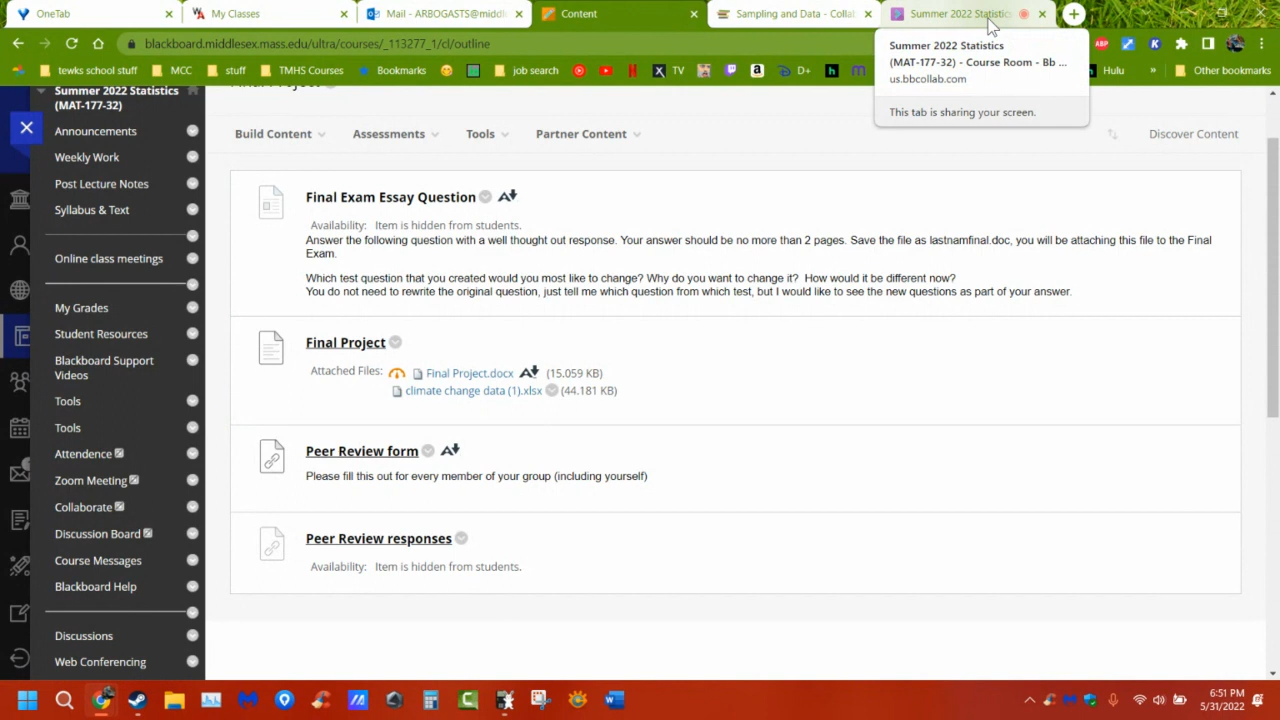 OneTab
My Classes
Mail - ARBOGASTS@middl
Content
Sampling and Data - Collab
Summer 2022 Statistics
blackboard.middlesex.mass.edu/ultra/courses/_113277_1/cl/outline
ABP
tewks school stuff
MCC
stuff
TMHS Courses
Bookmarks
job search
TV
D+
Hulu
»
Other bookmarks
Summer 2022 Statistics
(MAT-177-32) - Course Room - Bb ...
us.bbcollab.com
This tab is sharing your screen.
Summer 2022 Statistics
(MAT-177-32)
Announcements
Weekly Work
Post Lecture Notes
Syllabus & Text
Online class meetings
My Grades
Student Resources
Blackboard Support
Videos
Tools
Tools
Attendence
Zoom Meeting
Collaborate
Discussion Board
Course Messages
Blackboard Help
Discussions
Web Conferencing
Final Project
Build Content
Assessments
Tools
Partner Content
Discover Content
Final Exam Essay Question
Availability: Item is hidden from students.
Answer the following question with a well thought out response. Your answer should be no more than 2 pages. Save the file as lastnamfinal.doc, you will be attaching this file to the Final
Exam.
Which test question that you created would you most like to change? Why do you want to change it? How would it be different now?
You do not need to rewrite the original question, just tell me which question from which test, but I would like to see the new questions as part of your answer.
Final Project
Attached Files: Final Project.docx (15.059 KB)
climate change data (1).xlsx (44.181 KB)
Peer Review form
Please fill this out for every member of your group (including yourself)
Peer Review responses
Availability: Item is hidden from students.
6:51 PM
5/31/2022